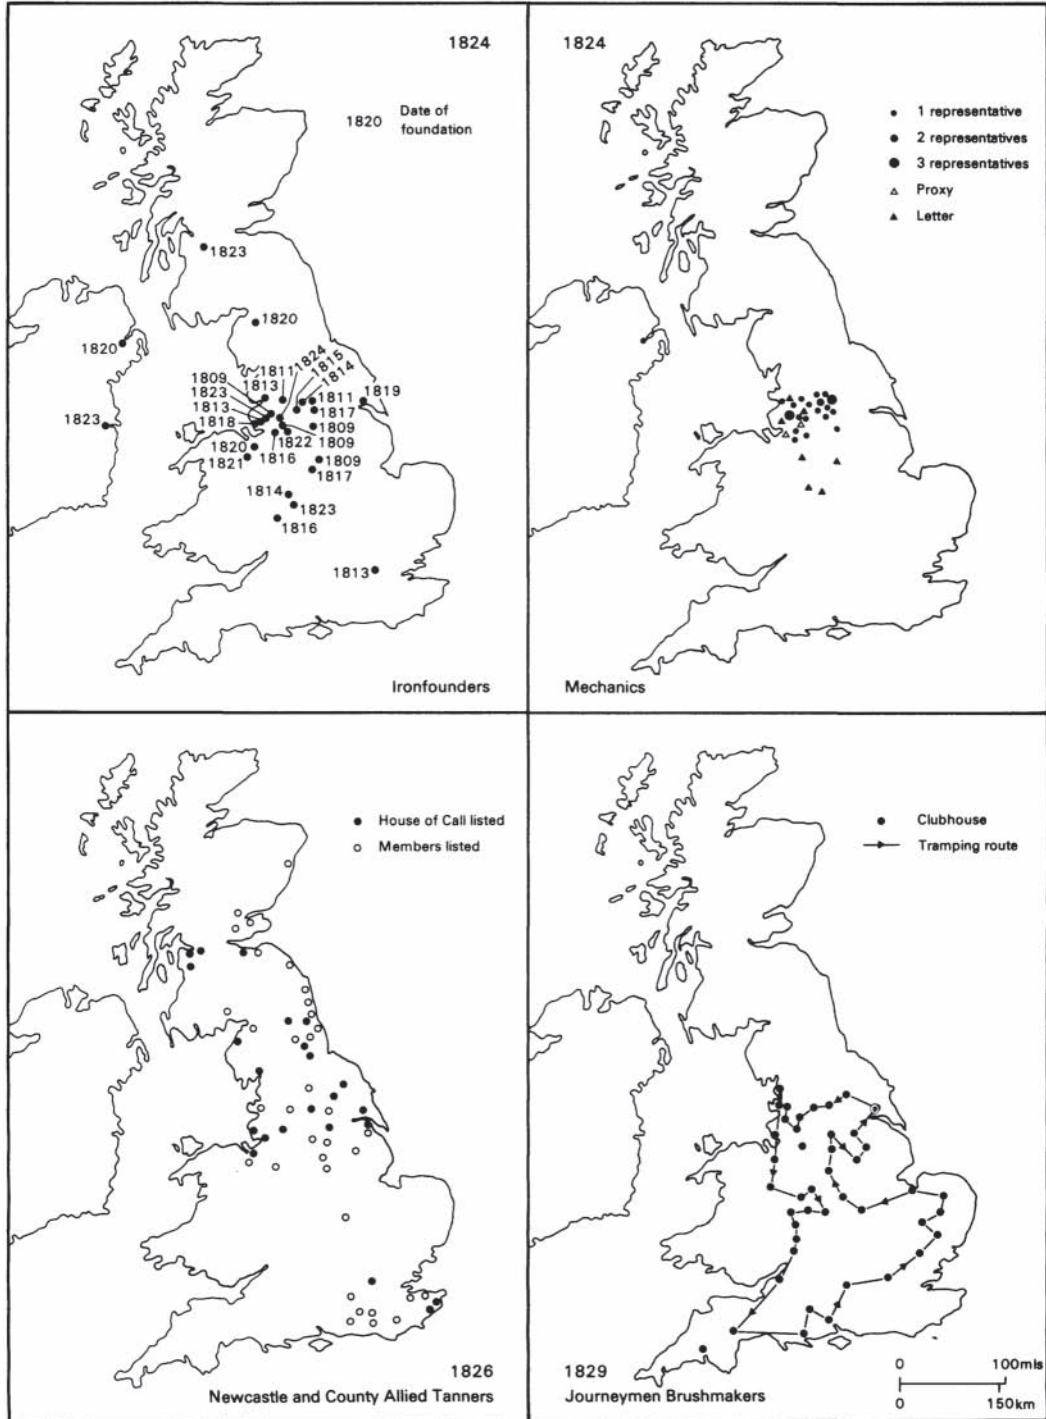 1824
1820 Date of
foundation
1823
1820
1820
1824
1815
1811
1814
1809
1813
1823
1811
1819
1813
1817
1823
1818
1809
1822
1809
1820
1816
1821
1809
1817
1814
1823
1816
1813
Ironfounders
1824
1 representative
2 representatives
3 representatives
Proxy
Letter
Mechanics
House of Call listed
Members listed
1826
Newcastle and County Allied Tanners
Clubhouse
Tramping route
1829
Journeymen Brushmakers
0 100mls
0 150km